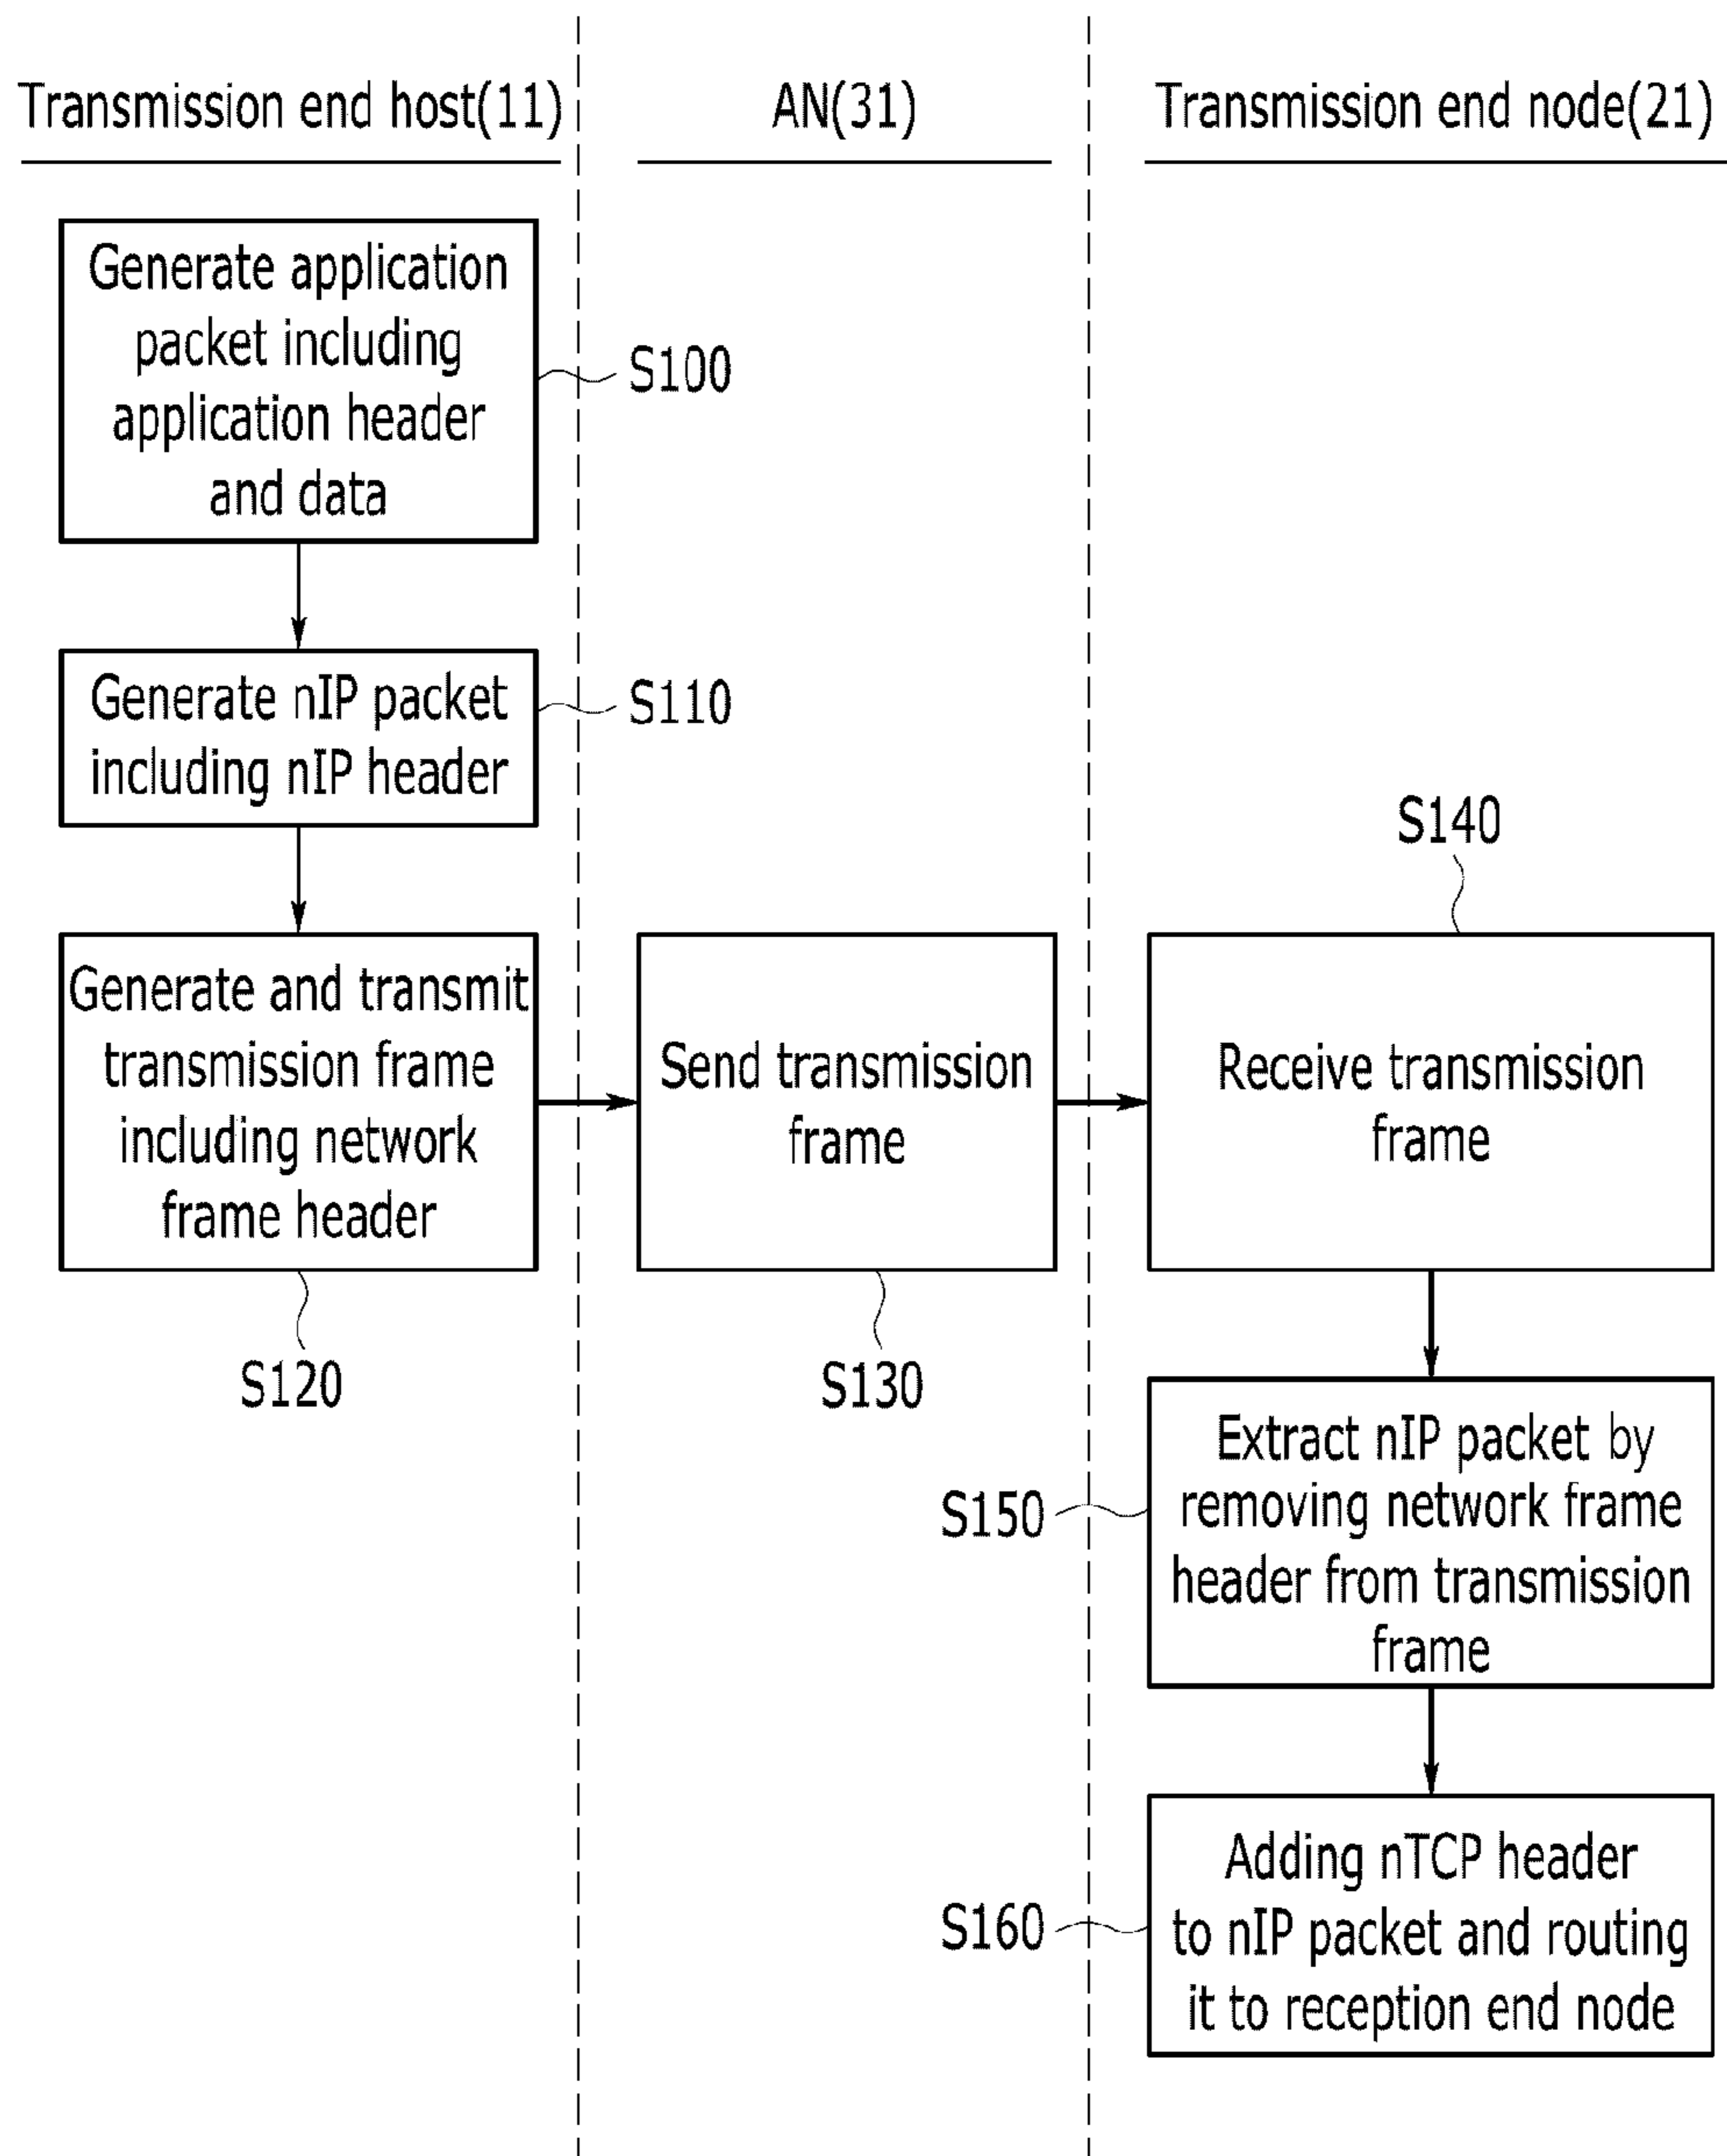 Transmission end host(11)
AN(31)
Transmission end node(21)
Generate application
packet including
application header
and data
S100
Generate nIP packet
including nIP header
S110
Generate and transmit
transmission frame
including network
frame header
S120
Send transmission
frame
S130
S140
Receive transmission
frame
S150
Extract nIP packet by
removing network frame
header from transmission
frame
S160
Adding nTCP header
to nIP packet and routing
it to reception end node